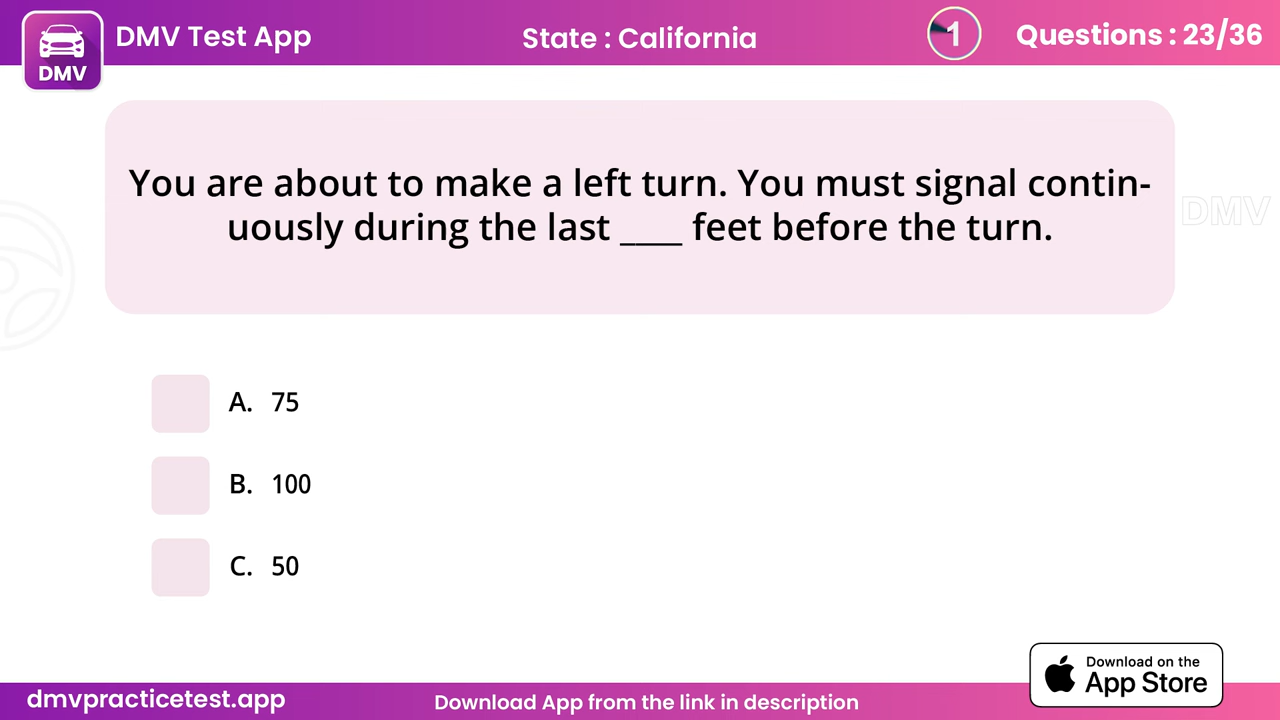 DMV Test App
DMV
State : California
1
Questions : 23/36
You are about to make a left turn. You must signal contin-
uously during the last ____ feet before the turn.
DMV
A. 75
B. 100
C. 50
Download on the
App Store
dmvpracticetest.app
Download App from the link in description